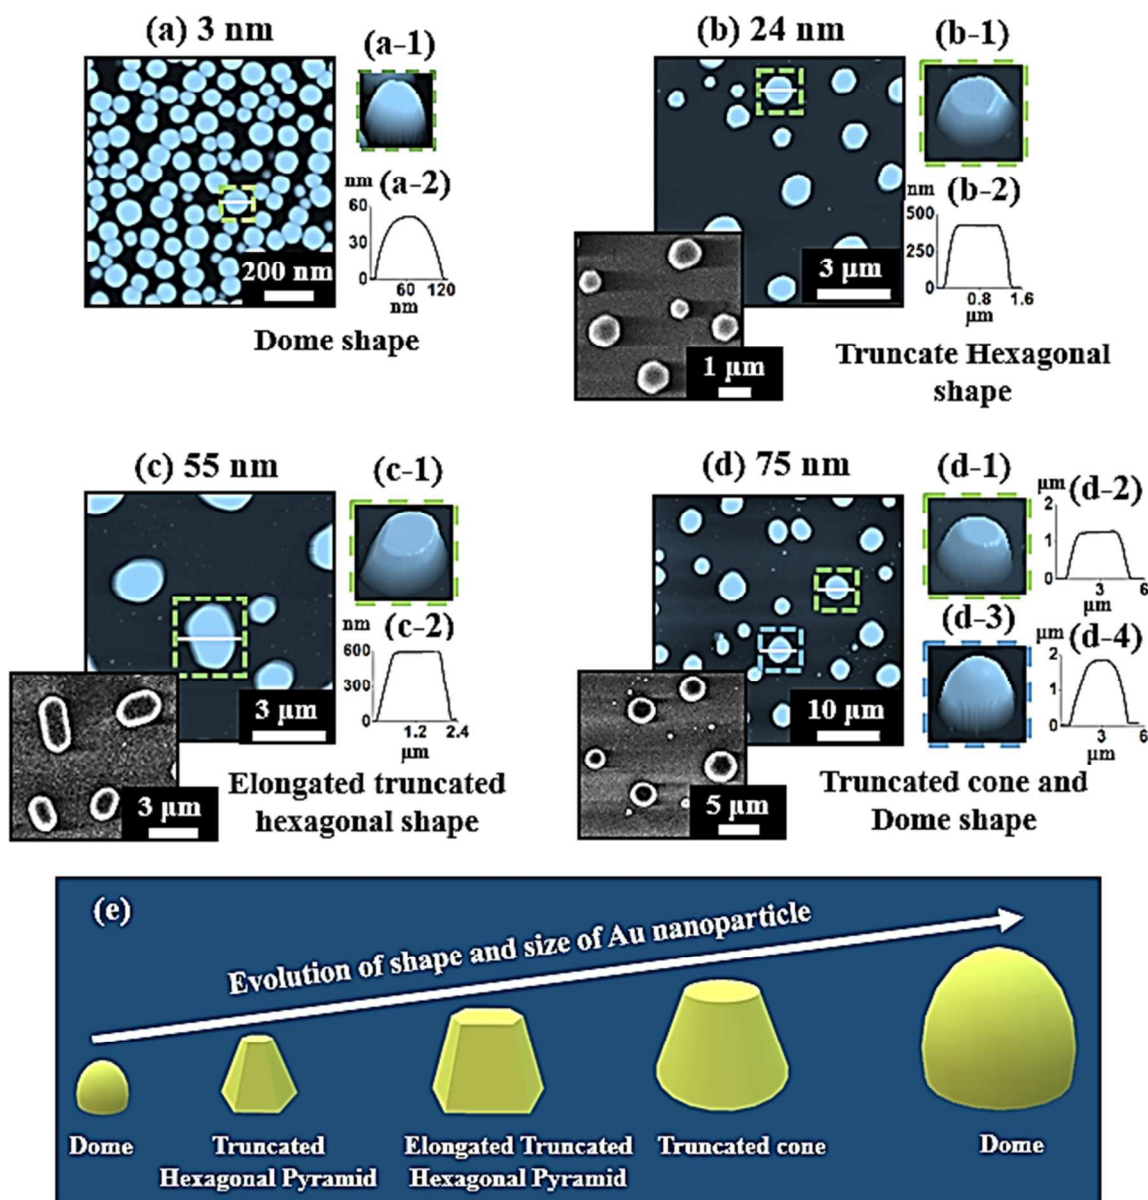 (a) 3 nm
(a-1)
nm
(a-2)
60
30
0
60
120
nm
200 nm
Dome shape
(b) 24 nm
(b-1)
nm
(b-2)
500
250
0
0.8
1.6
µm
3 µm
1 µm
Truncate Hexagonal
shape
(c) 55 nm
(c-1)
nm
(c-2)
600
300
0
1.2
2.4
µm
3 µm
3 µm
Elongated truncated
hexagonal shape
(d) 75 nm
(d-1)
µm
(d-2)
2
1
0
3
6
µm
(d-3)
µm
(d-4)
2
1
0
3
6
µm
10 µm
5 µm
Truncated cone and
Dome shape
(e)
Evolution of shape and size of Au nanoparticle
Dome
Truncated
Hexagonal Pyramid
Elongated Truncated
Hexagonal Pyramid
Truncated cone
Dome